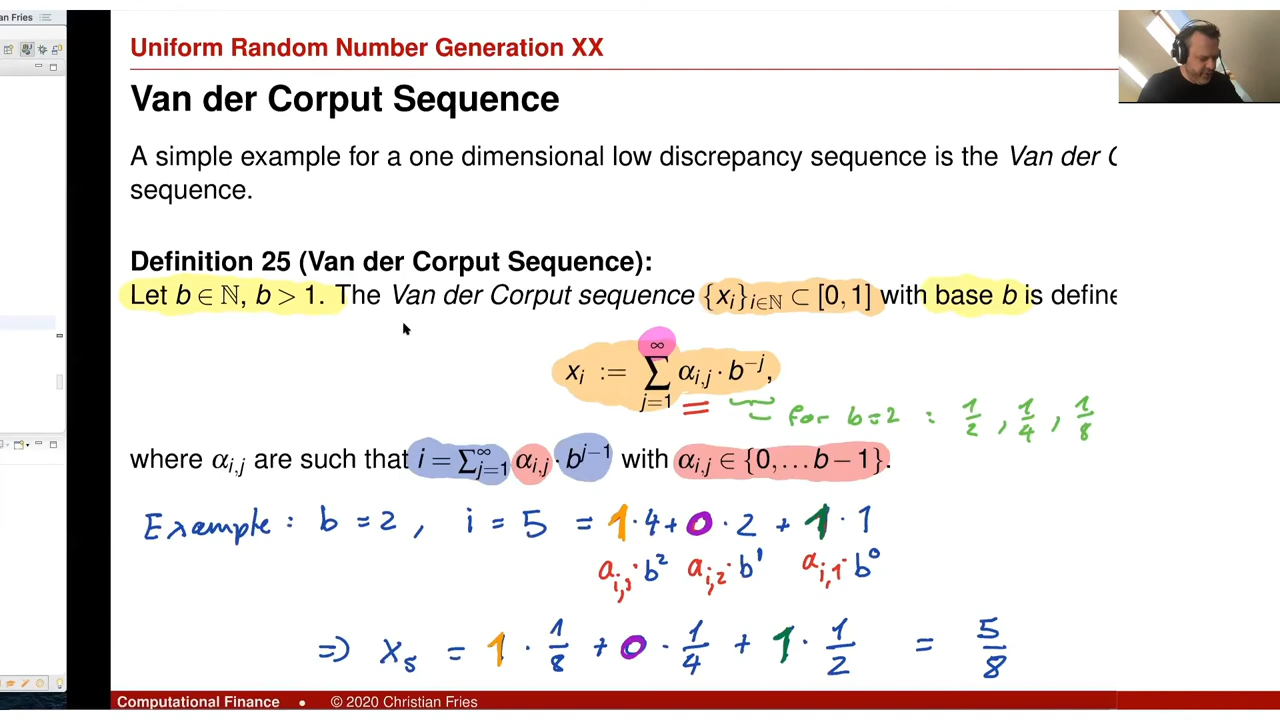 an Fries
Uniform Random Number Generation XX
Van der Corput Sequence
A simple example for a one dimensional low discrepancy sequence is the Van der C
sequence.
Definition 25 (Van der Corput Sequence):
Let b ∈ ℕ, b > 1. The Van der Corput sequence {x_i}_{i∈ℕ} ⊂ [0, 1] with base b is define
x_i := ∑_{j=1}^{∞} α_{i,j} · b^{−j},
for b=2 : 1/2 , 1/4 , 1/8
where α_{i,j} are such that i = ∑_{j=1}^{∞} α_{i,j} · b^{j−1} with α_{i,j} ∈ {0, … b − 1}.
Example : b = 2 , i = 5 = 1 · 4 + 0 · 2 + 1 · 1
a_{i,3} · b^2 a_{i,2} · b^1 a_{i,1} · b^0
⇒ x_5 = 1 · 1/8 + 0 · 1/4 + 1 · 1/2 = 5/8
Computational Finance • © 2020 Christian Fries